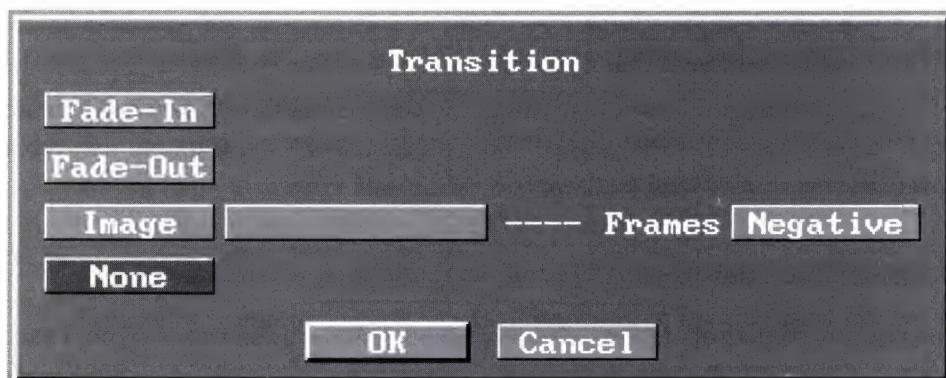 Transition
Fade-In
Fade-Out
Image ---- Frames Negative
None
OK Cancel